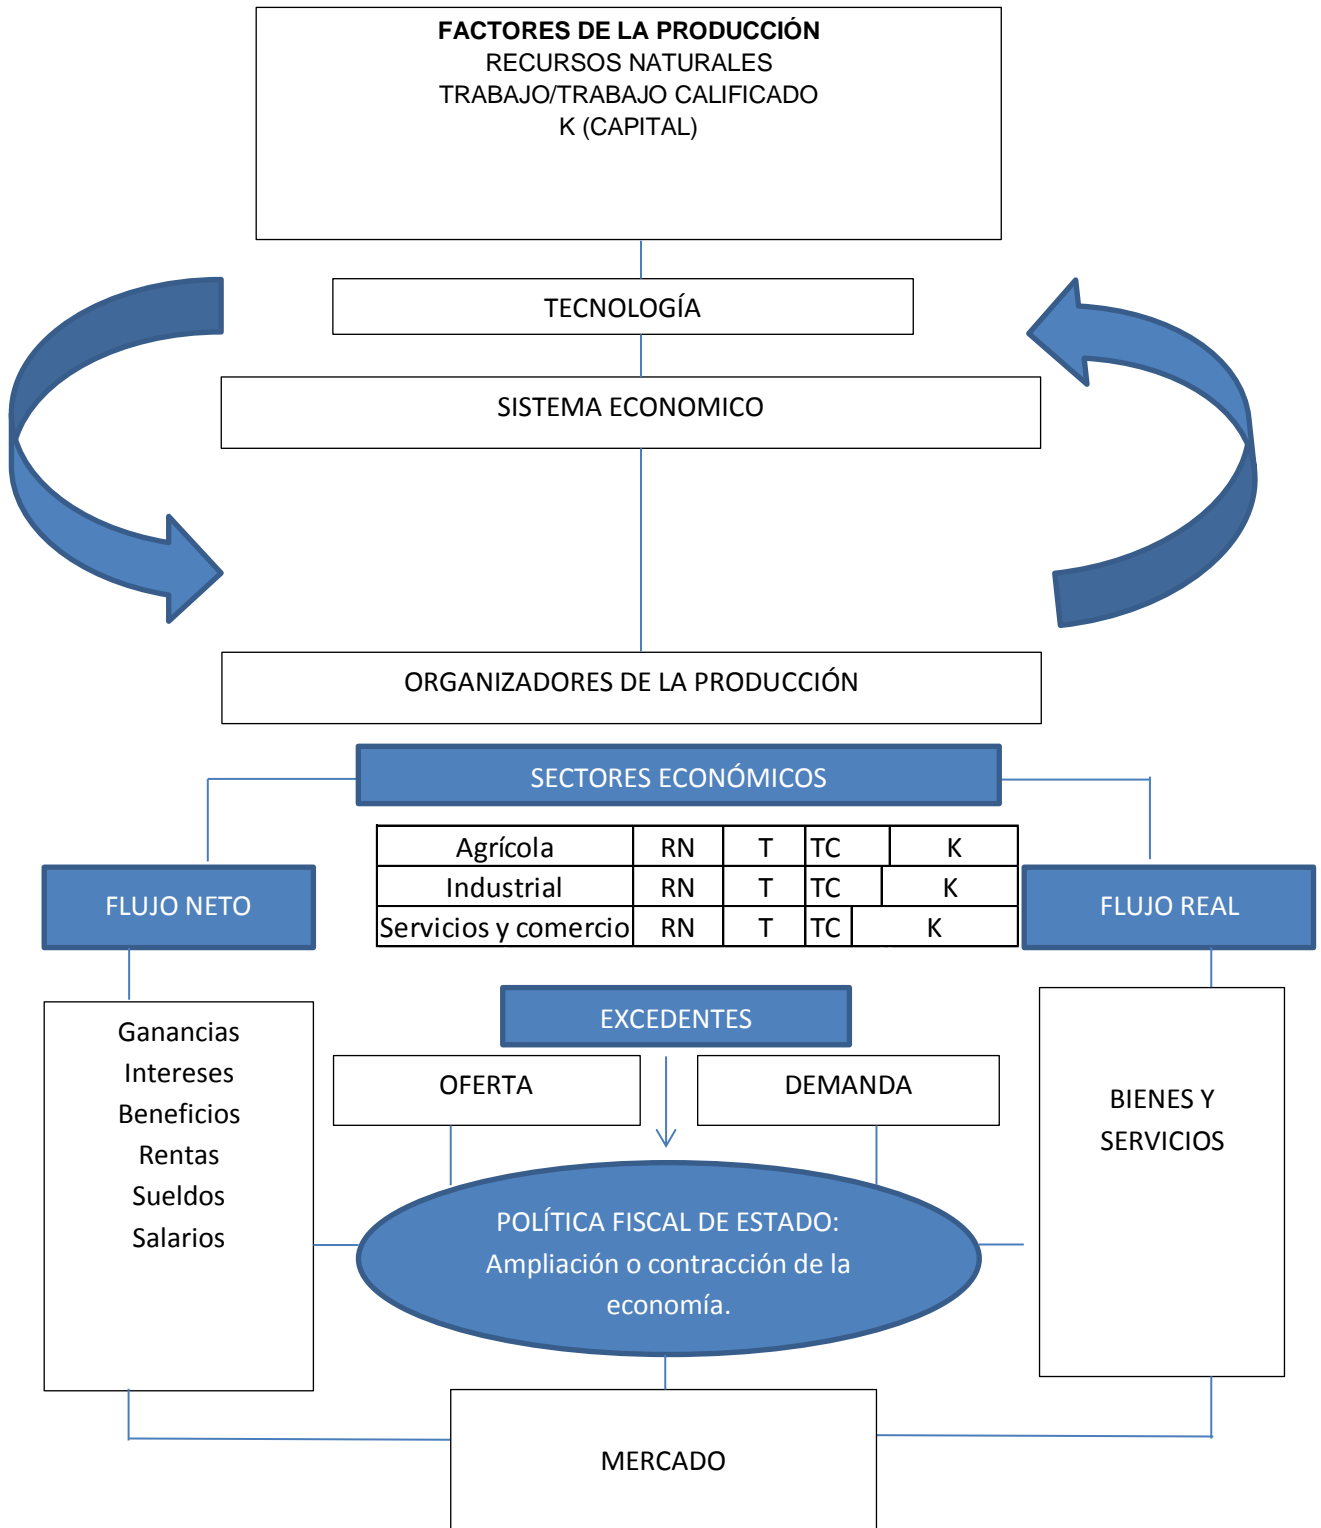 FACTORES DE LA PRODUCCIÓN
RECURSOS NATURALES
TRABAJO/TRABAJO CALIFICADO
K (CAPITAL)
TECNOLOGÍA
SISTEMA ECONOMICO
ORGANIZADORES DE LA PRODUCCIÓN
SECTORES ECONÓMICOS
Agrícola RN T TC K
Industrial RN T TC K
Servicios y comercio RN T TC K
FLUJO NETO
FLUJO REAL
Ganancias
Intereses
Beneficios
Rentas
Sueldos
Salarios
EXCEDENTES
OFERTA
DEMANDA
BIENES Y
SERVICIOS
POLÍTICA FISCAL DE ESTADO:
Ampliación o contracción de la
economía.
MERCADO